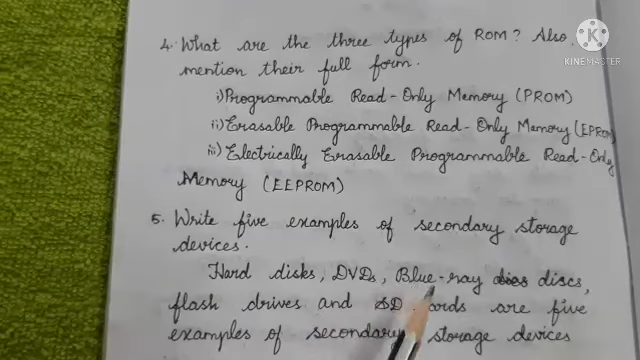 4. What are the three types of ROM? Also,
mention their full form.
i) Programmable Read-Only Memory (PROM)
ii) Erasable Programmable Read-Only Memory (EPROM)
iii) Electrically Erasable Programmable Read-Only
Memory (EEPROM)
5. Write five examples of secondary storage
devices.
Hard disks, DVDs, Blue-ray discs,
flash drives and SD ards are five
examples of secondary storage devices
KINEMASTER